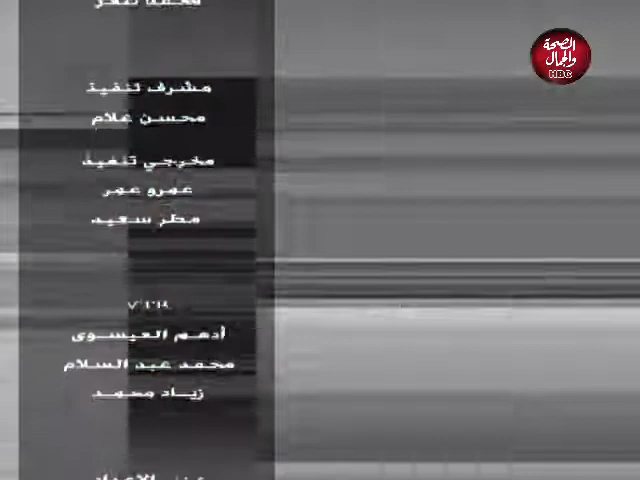 الصحة
والجمال
HBC
مشرف تنفيذ
محسن علام
مخرجي تنفيذ
عمرو عمر
مطر سعيد
V.T.R
أدهم العيسوى
محمد عبد السلام
زياد محمد